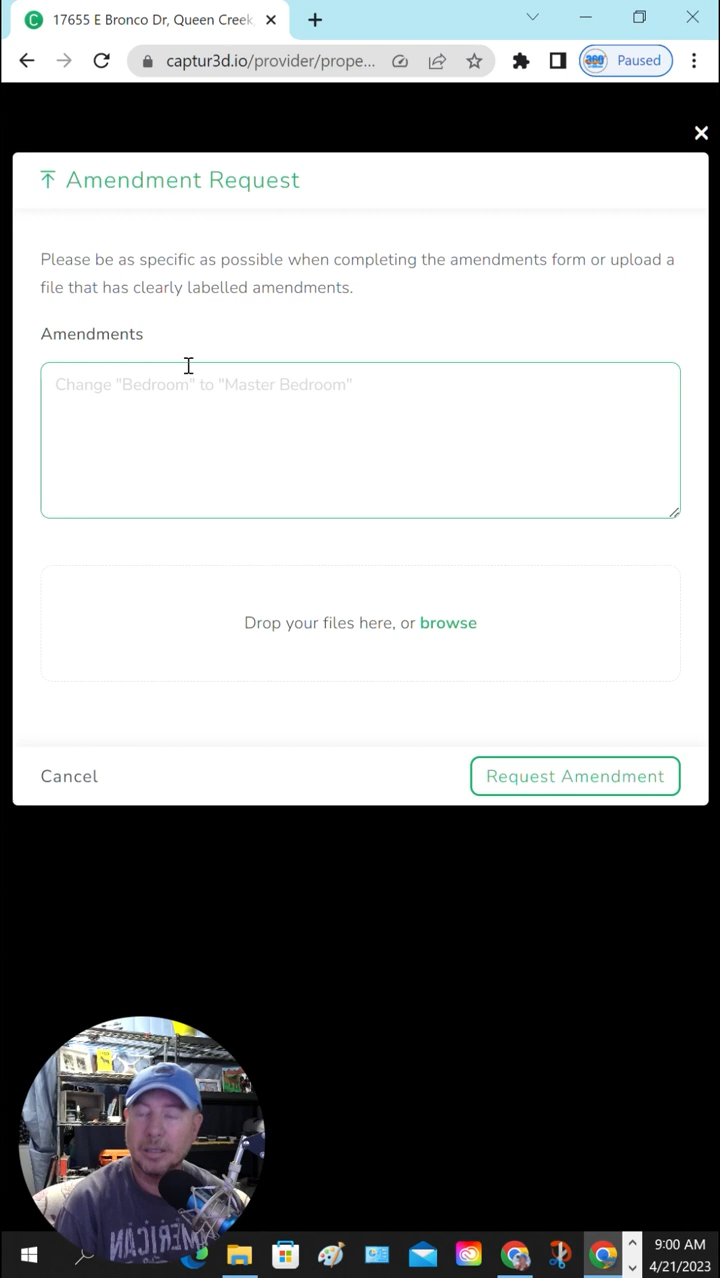 17655 E Bronco Dr, Queen Creek,
captur3d.io/provider/prope...
360
Paused
Amendment Request
Please be as specific as possible when completing the amendments form or upload a
file that has clearly labelled amendments.
Amendments
Change "Bedroom" to "Master Bedroom"
Drop your files here, or browse
Cancel
Request Amendment
AMERICAN
9:00 AM
4/21/2023